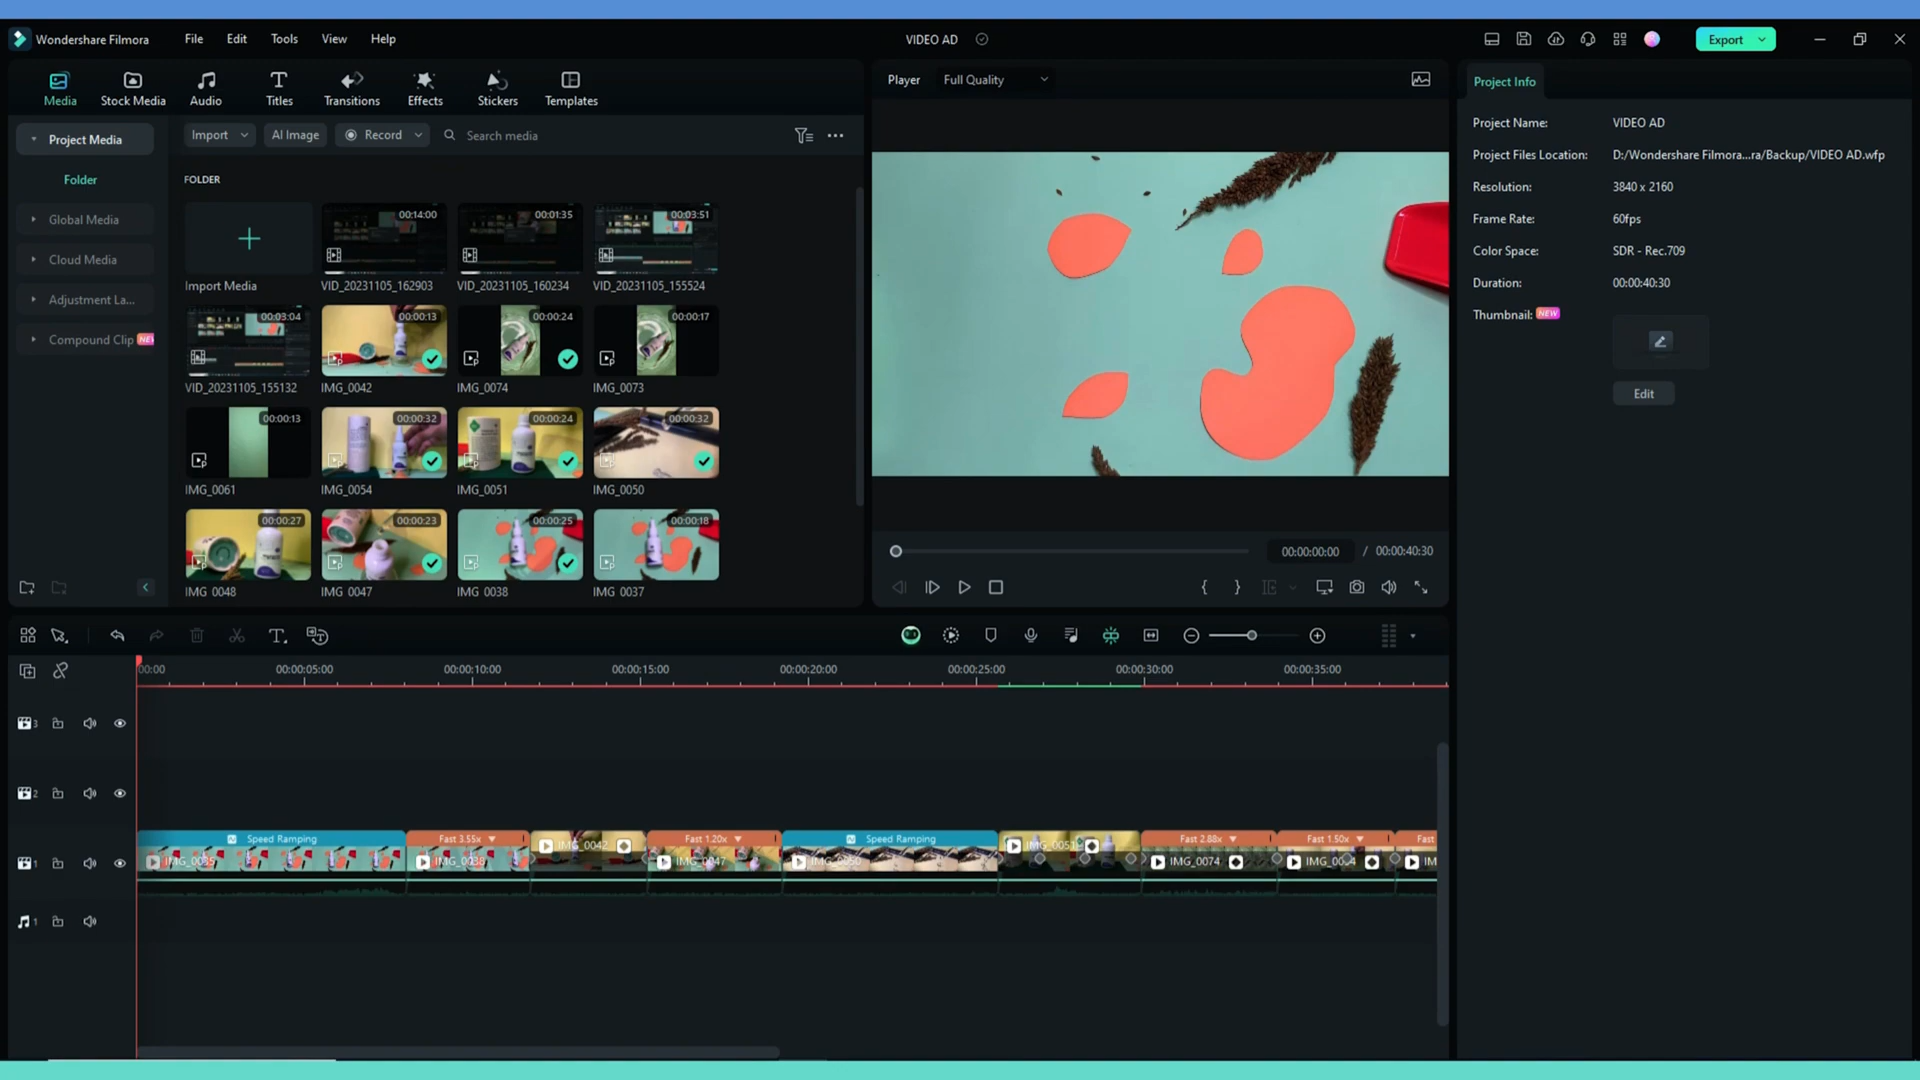 Wondershare Filmora
File
Edit
Tools
View
Help
VIDEO AD
Export
Media
Stock Media
Audio
Titles
Transitions
Effects
Stickers
Templates
Player
Full Quality
Project Info
Project Media
Folder
Global Media
Cloud Media
Adjustment La...
Compound Clip
Import
AI Image
Record
Search media
FOLDER
Import Media
00:14:00
VID_20231105_162903
00:01:35
VID_20231105_160234
00:03:51
VID_20231105_155524
00:03:04
VID_20231105_155132
00:00:13
IMG_0042
00:00:24
IMG_0074
00:00:17
IMG_0073
00:00:13
IMG_0061
00:00:32
IMG_0054
00:00:24
IMG_0051
00:00:32
IMG_0050
00:00:27
IMG_0048
00:00:23
IMG_0047
00:00:25
IMG_0038
00:00:18
IMG_0037
00:00:00:00 / 00:00:40:30
Project Name: VIDEO AD
Project Files Location: D:/Wondershare Filmora...ra/Backup/VIDEO AD.wfp
Resolution: 3840 x 2160
Frame Rate: 60fps
Color Space: SDR - Rec.709
Duration: 00:00:40:30
Thumbnail: NEW
Edit
00:00
00:00:05:00
00:00:10:00
00:00:15:00
00:00:20:00
00:00:25:00
00:00:30:00
00:00:35:00
3
2
1
1
Speed Ramping
Fast 3.55x
IMG_0038
IMG_0042
Fast 1.20x
IMG_0047
Speed Ramping
IMG_0050
IMG_0051
Fast 2.88x
IMG_0074
Fast 1.50x
Fast
IM